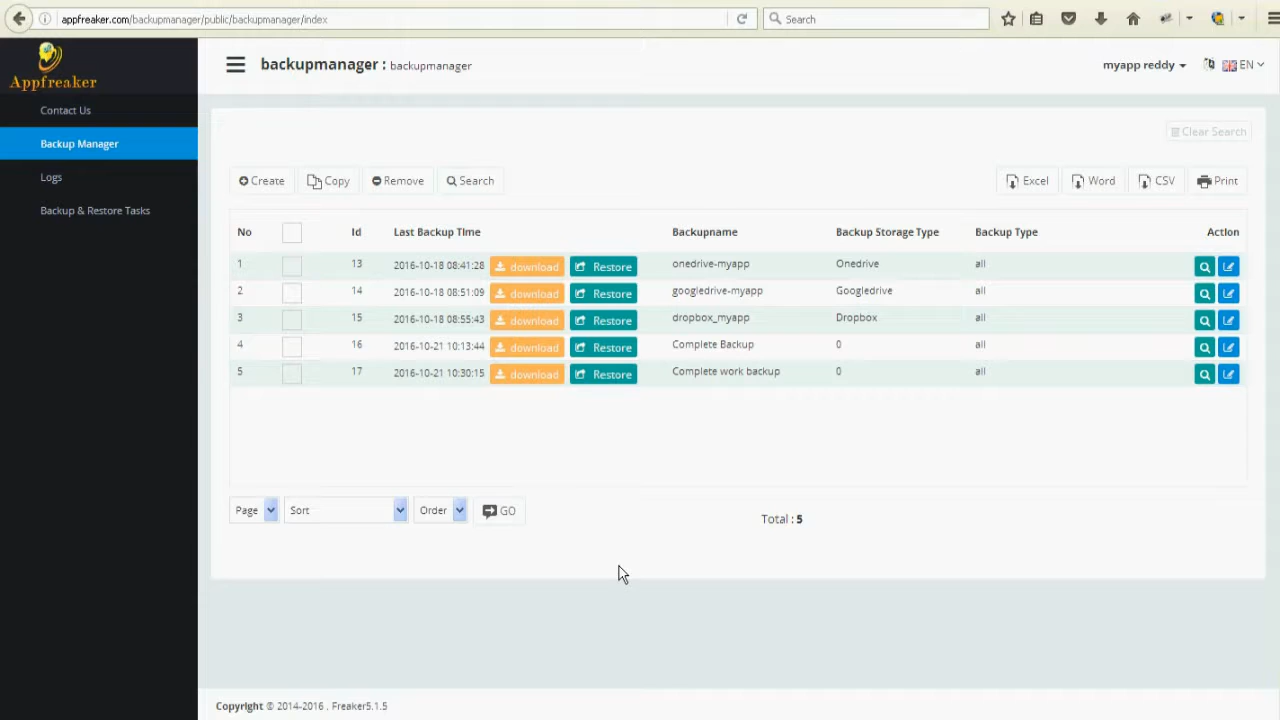 appfreaker.com/backupmanager/public/backupmanager/index
Search
Appfreaker
backupmanager : backupmanager
myapp reddy
EN
Contact Us
Backup Manager
Logs
Backup & Restore Tasks
Clear Search
Create Copy Remove Search Excel Word CSV Print
No Id Last Backup Time Backupname Backup Storage Type Backup Type Action
1 13 2016-10-18 08:41:28 download Restore onedrive-myapp Onedrive all
2 14 2016-10-18 08:51:09 download Restore googledrive-myapp Googledrive all
3 15 2016-10-18 08:55:43 download Restore dropbox_myapp Dropbox all
4 16 2016-10-21 10:13:44 download Restore Complete Backup 0 all
5 17 2016-10-21 10:30:15 download Restore Complete work backup 0 all
Page Sort Order GO
Total : 5
Copyright © 2014-2016 . Freaker5.1.5